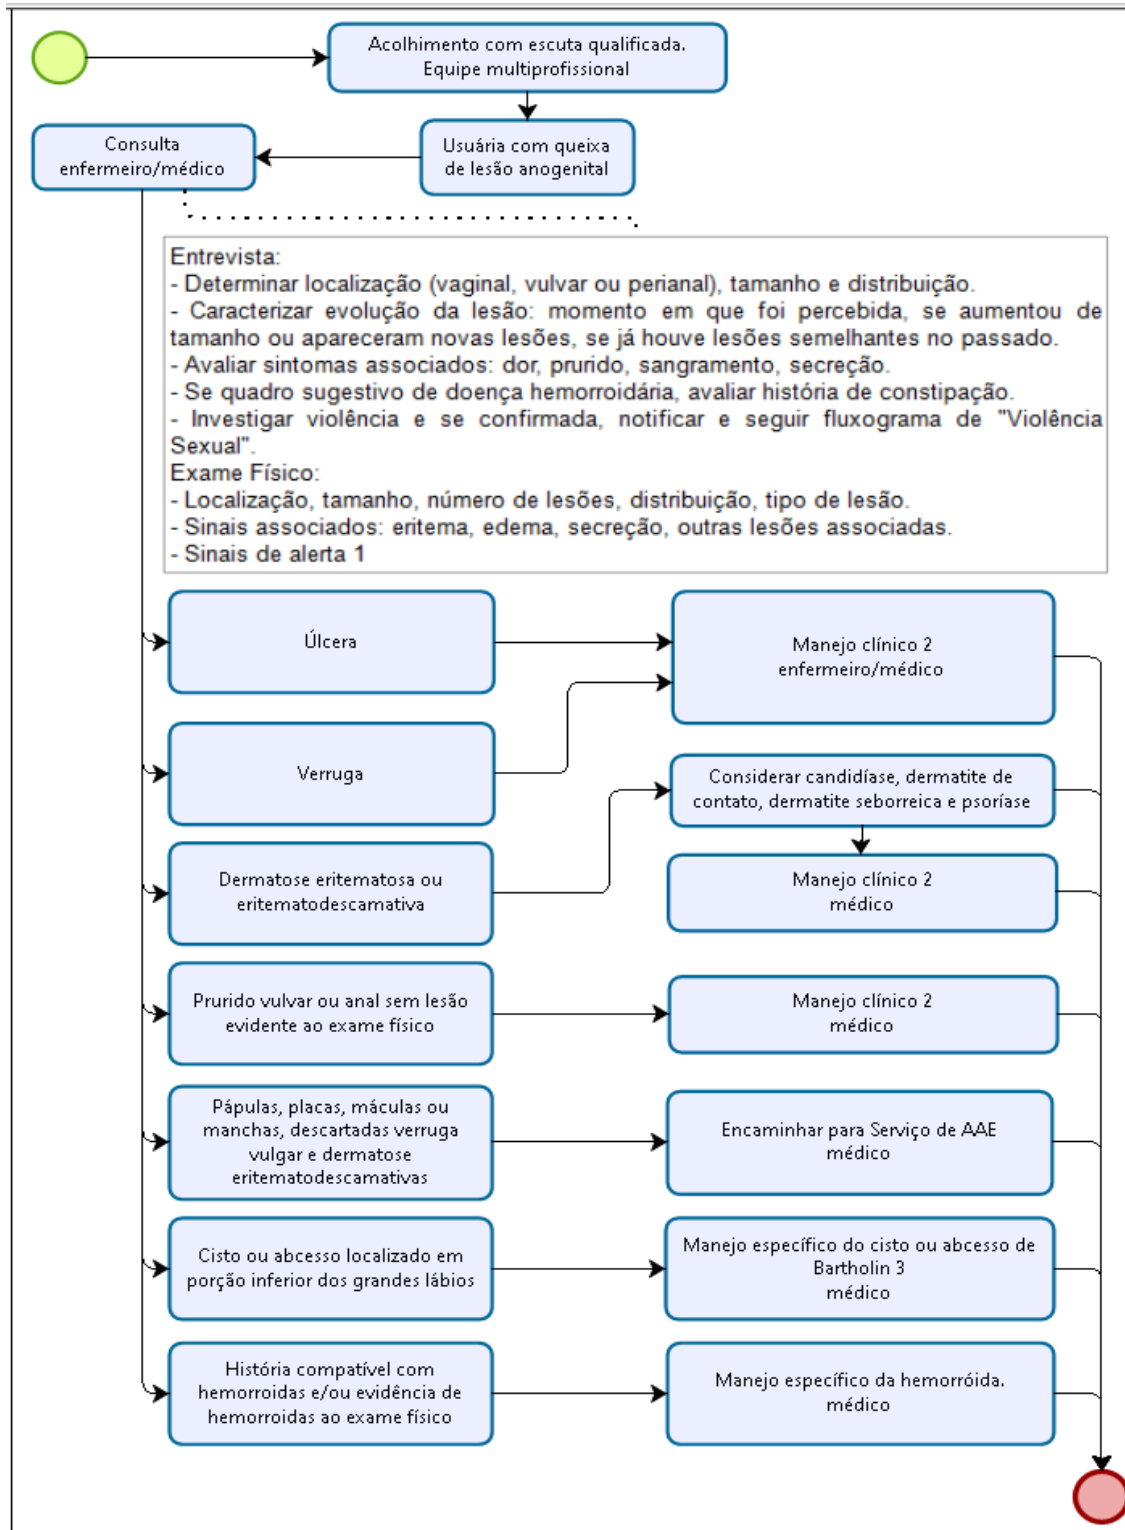 Acolhimento com escuta qualificada.
Equipe multiprofissional
Usuária com queixa
de lesão anogenital
Consulta
enfermeiro/médico
Entrevista:
- Determinar localização (vaginal, vulvar ou perianal), tamanho e distribuição.
- Caracterizar evolução da lesão: momento em que foi percebida, se aumentou de
tamanho ou apareceram novas lesões, se já houve lesões semelhantes no passado.
- Avaliar sintomas associados: dor, prurido, sangramento, secreção.
- Se quadro sugestivo de doença hemorroidária, avaliar história de constipação.
- Investigar violência e se confirmada, notificar e seguir fluxograma de "Violência
Sexual".
Exame Físico:
- Localização, tamanho, número de lesões, distribuição, tipo de lesão.
- Sinais associados: eritema, edema, secreção, outras lesões associadas.
- Sinais de alerta 1
Úlcera
Manejo clínico 2
enfermeiro/médico
Verruga
Considerar candidíase, dermatite de
contato, dermatite seborreica e psoríase
Dermatose eritematosa ou
eritematodescamativa
Manejo clínico 2
médico
Prurido vulvar ou anal sem lesão
evidente ao exame físico
Manejo clínico 2
médico
Pápulas, placas, máculas ou
manchas, descartadas verruga
vulgar e dermatose
eritematodescamativas
Encaminhar para Serviço de AAE
médico
Cisto ou abcesso localizado em
porção inferior dos grandes lábios
Manejo específico do cisto ou abcesso de
Bartholin 3
médico
História compatível com
hemorroidas e/ou evidência de
hemorroidas ao exame físico
Manejo específico da hemorróida.
médico